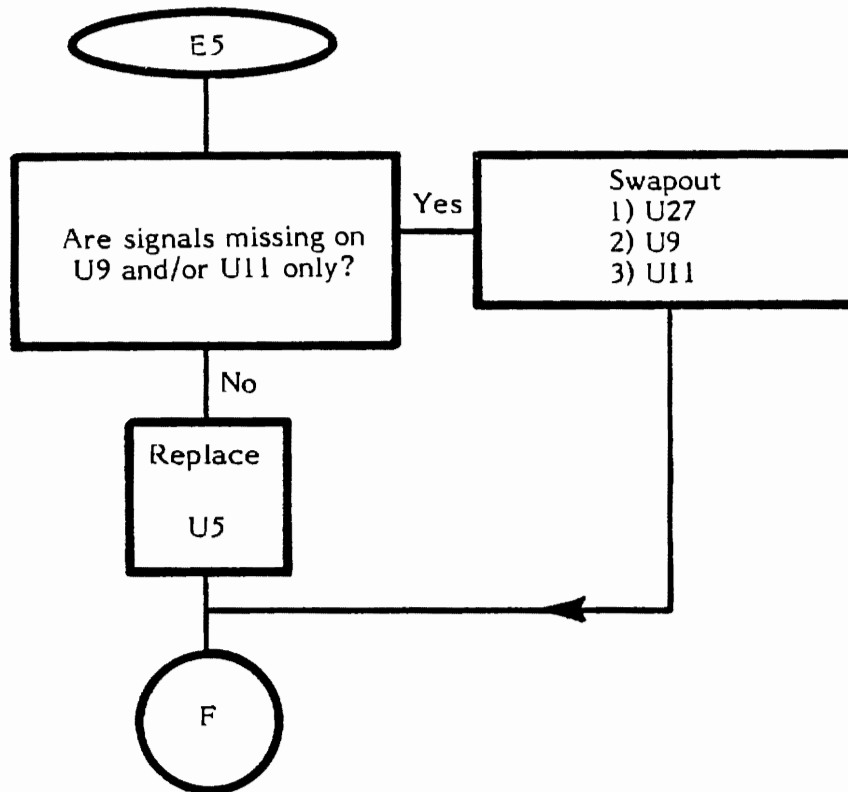 E5
Are signals missing on
U9 and/or U11 only?
Yes
Swapout
1) U27
2) U9
3) U11
No
Replace
U5
F